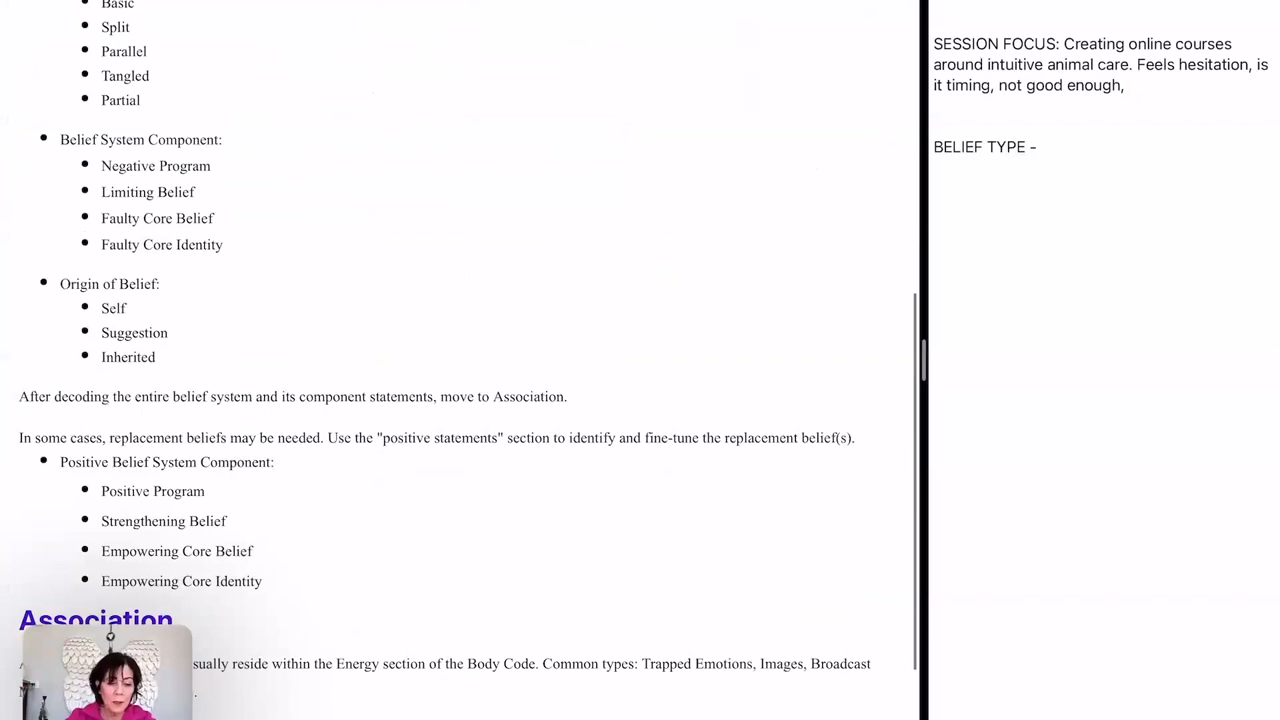 Basic
Split
Parallel
Tangled
Partial
Belief System Component:
Negative Program
Limiting Belief
Faulty Core Belief
Faulty Core Identity
Origin of Belief:
Self
Suggestion
Inherited
After decoding the entire belief system and its component statements, move to Association.
In some cases, replacement beliefs may be needed. Use the "positive statements" section to identify and fine-tune the replacement belief(s).
Positive Belief System Component:
Positive Program
Strengthening Belief
Empowering Core Belief
Empowering Core Identity
Association
sually reside within the Energy section of the Body Code. Common types: Trapped Emotions, Images, Broadcast
SESSION FOCUS: Creating online courses
around intuitive animal care. Feels hesitation, is
it timing, not good enough,
BELIEF TYPE -